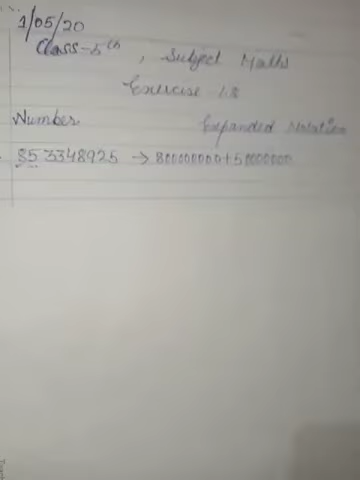 1/05/20
Class-5th, Subject Maths
Exercise 1.8
Number Expanded Notation
853348925 → 800000000+50000000